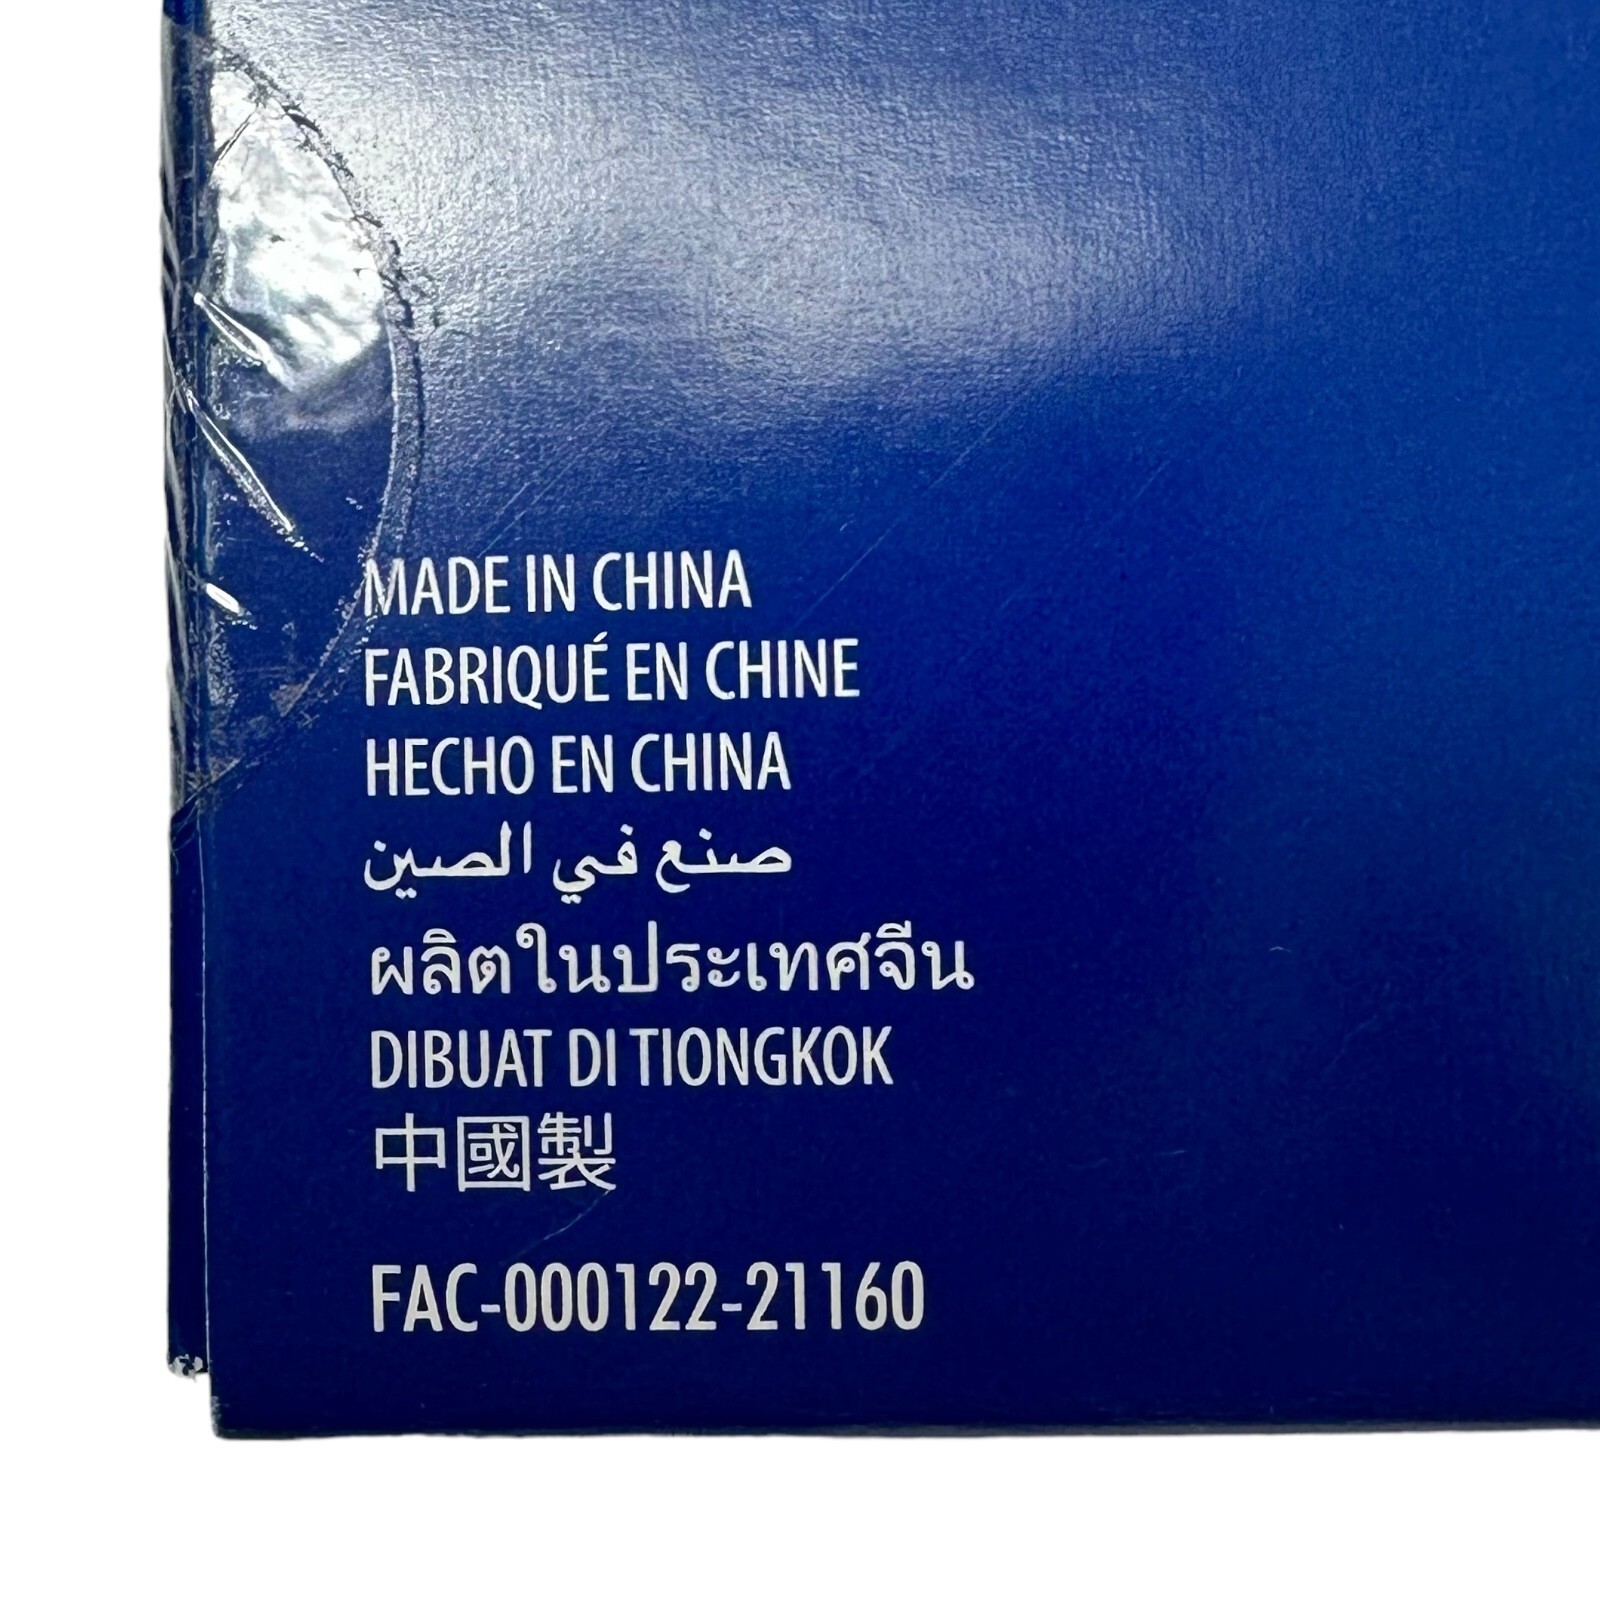 MADE IN CHINA
FABRIQUÉ EN CHINE
HECHO EN CHINA
صنع في الصين
ผลิตในประเทศจีน
DIBUAT DI TIONGKOK
中國製
FAC-000122-21160